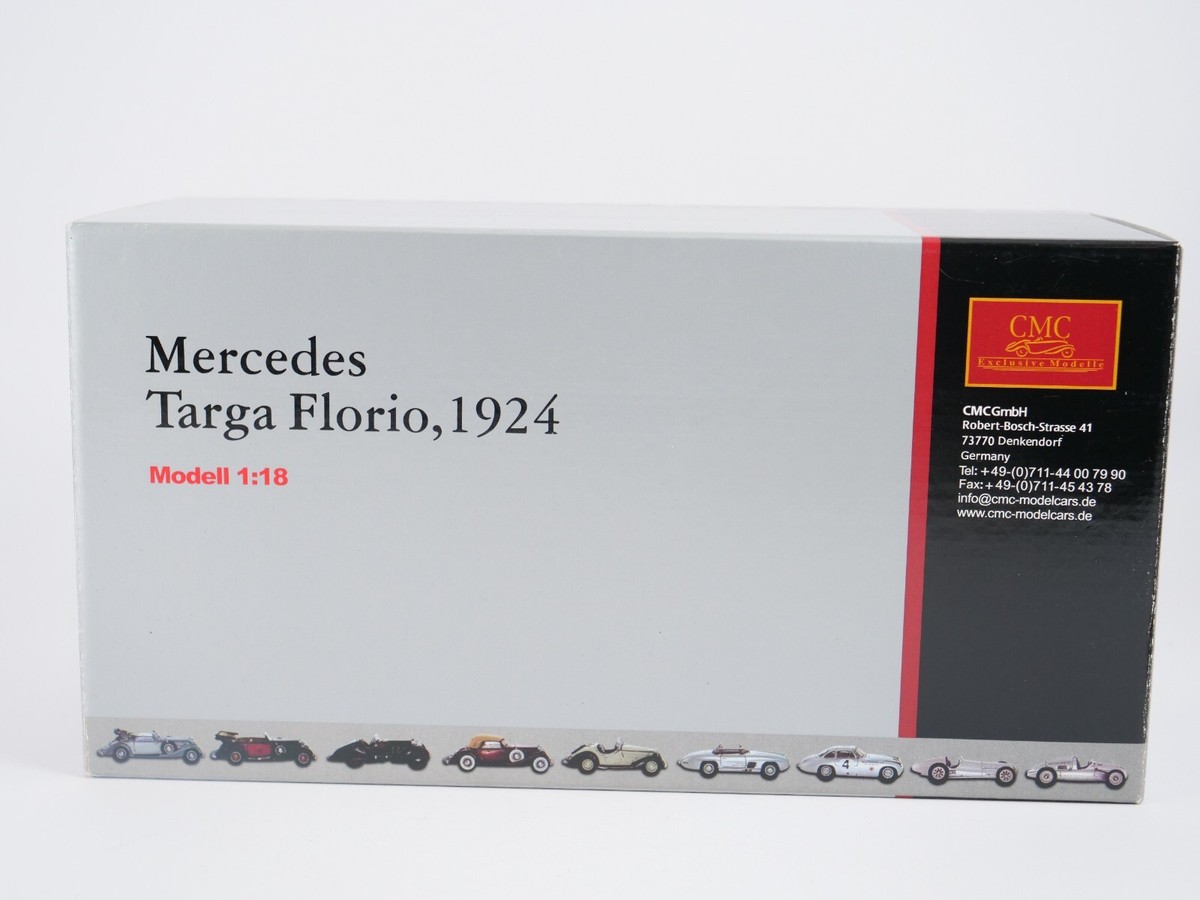 Mercedes
Targa Florio, 1924
Modell 1:18
CMC
Exclusive Modelle
CMC GmbH
Robert-Bosch-Strasse 41
73770 Denkendorf
Germany
Tel: +49-(0)711-44 00 79 90
Fax: +49-(0)711-45 43 78
info@cmc-modelcars.de
www.cmc-modelcars.de
4